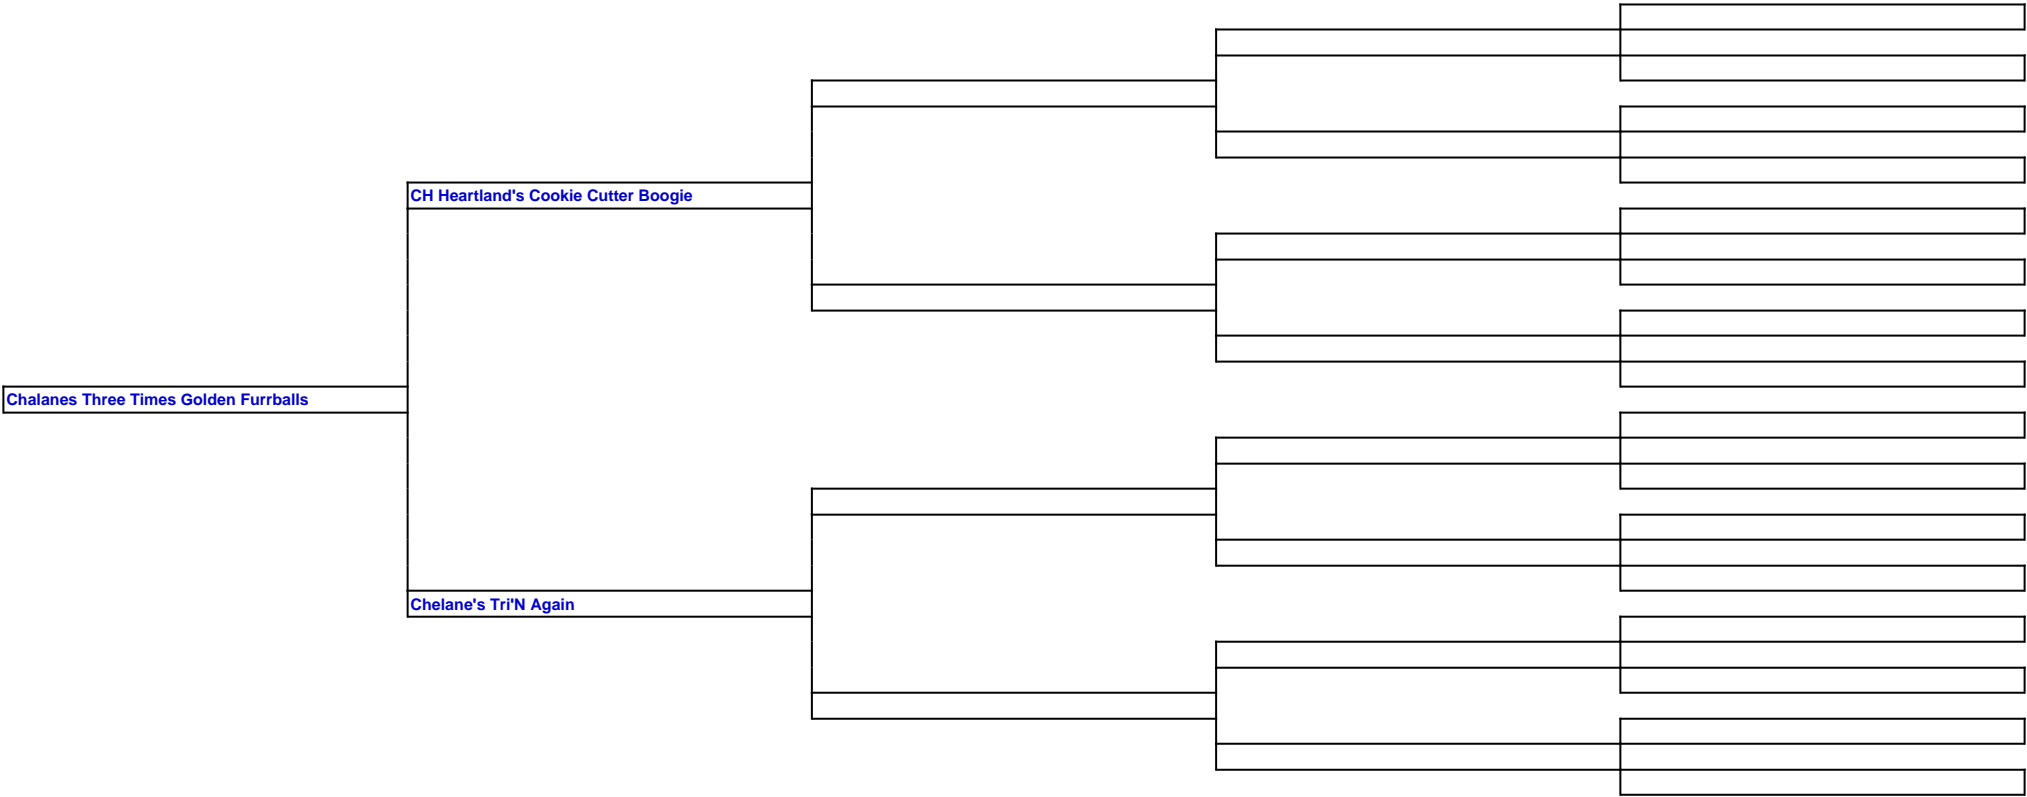 CH Heartland's Cookie Cutter Boogie
Chalanes Three Times Golden Furrballs
Chelane's Tri'N Again